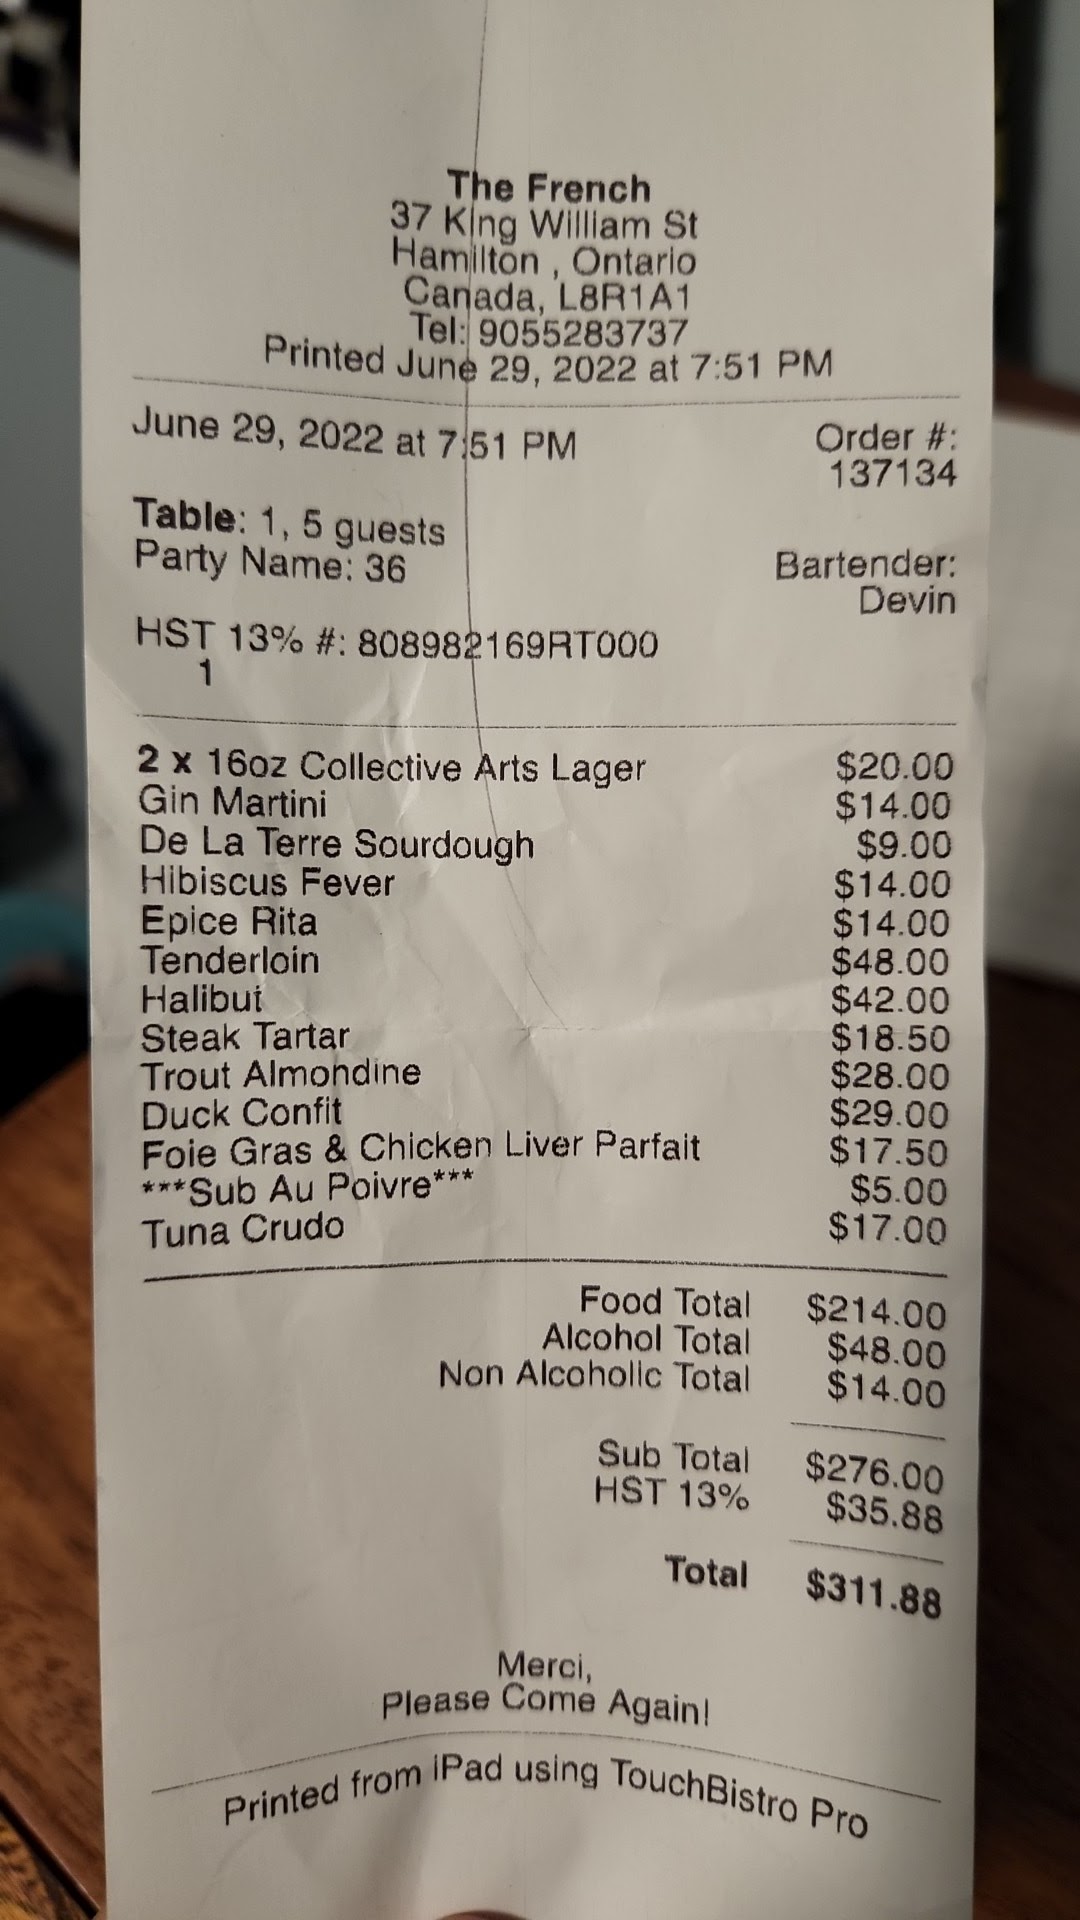 The French
37 King William St
Hamilton , Ontario
Canada, L8R1A1
Tel: 9055283737
Printed June 29, 2022 at 7:51 PM
June 29, 2022 at 7:51 PM
Order #:
137134
Table: 1, 5 guests
Party Name: 36
Bartender:
Devin
HST 13% #: 808982169RT000
1
2 x 16oz Collective Arts Lager $20.00
Gin Martini $14.00
De La Terre Sourdough $9.00
Hibiscus Fever $14.00
Epice Rita $14.00
Tenderloin $48.00
Halibut $42.00
Steak Tartar $18.50
Trout Almondine $28.00
Duck Confit $29.00
Foie Gras & Chicken Liver Parfait $17.50
***Sub Au Poivre*** $5.00
Tuna Crudo $17.00
Food Total $214.00
Alcohol Total $48.00
Non Alcoholic Total $14.00
Sub Total $276.00
HST 13% $35.88
Total $311.88
Merci,
Please Come Again!
Printed from iPad using TouchBistro Pro